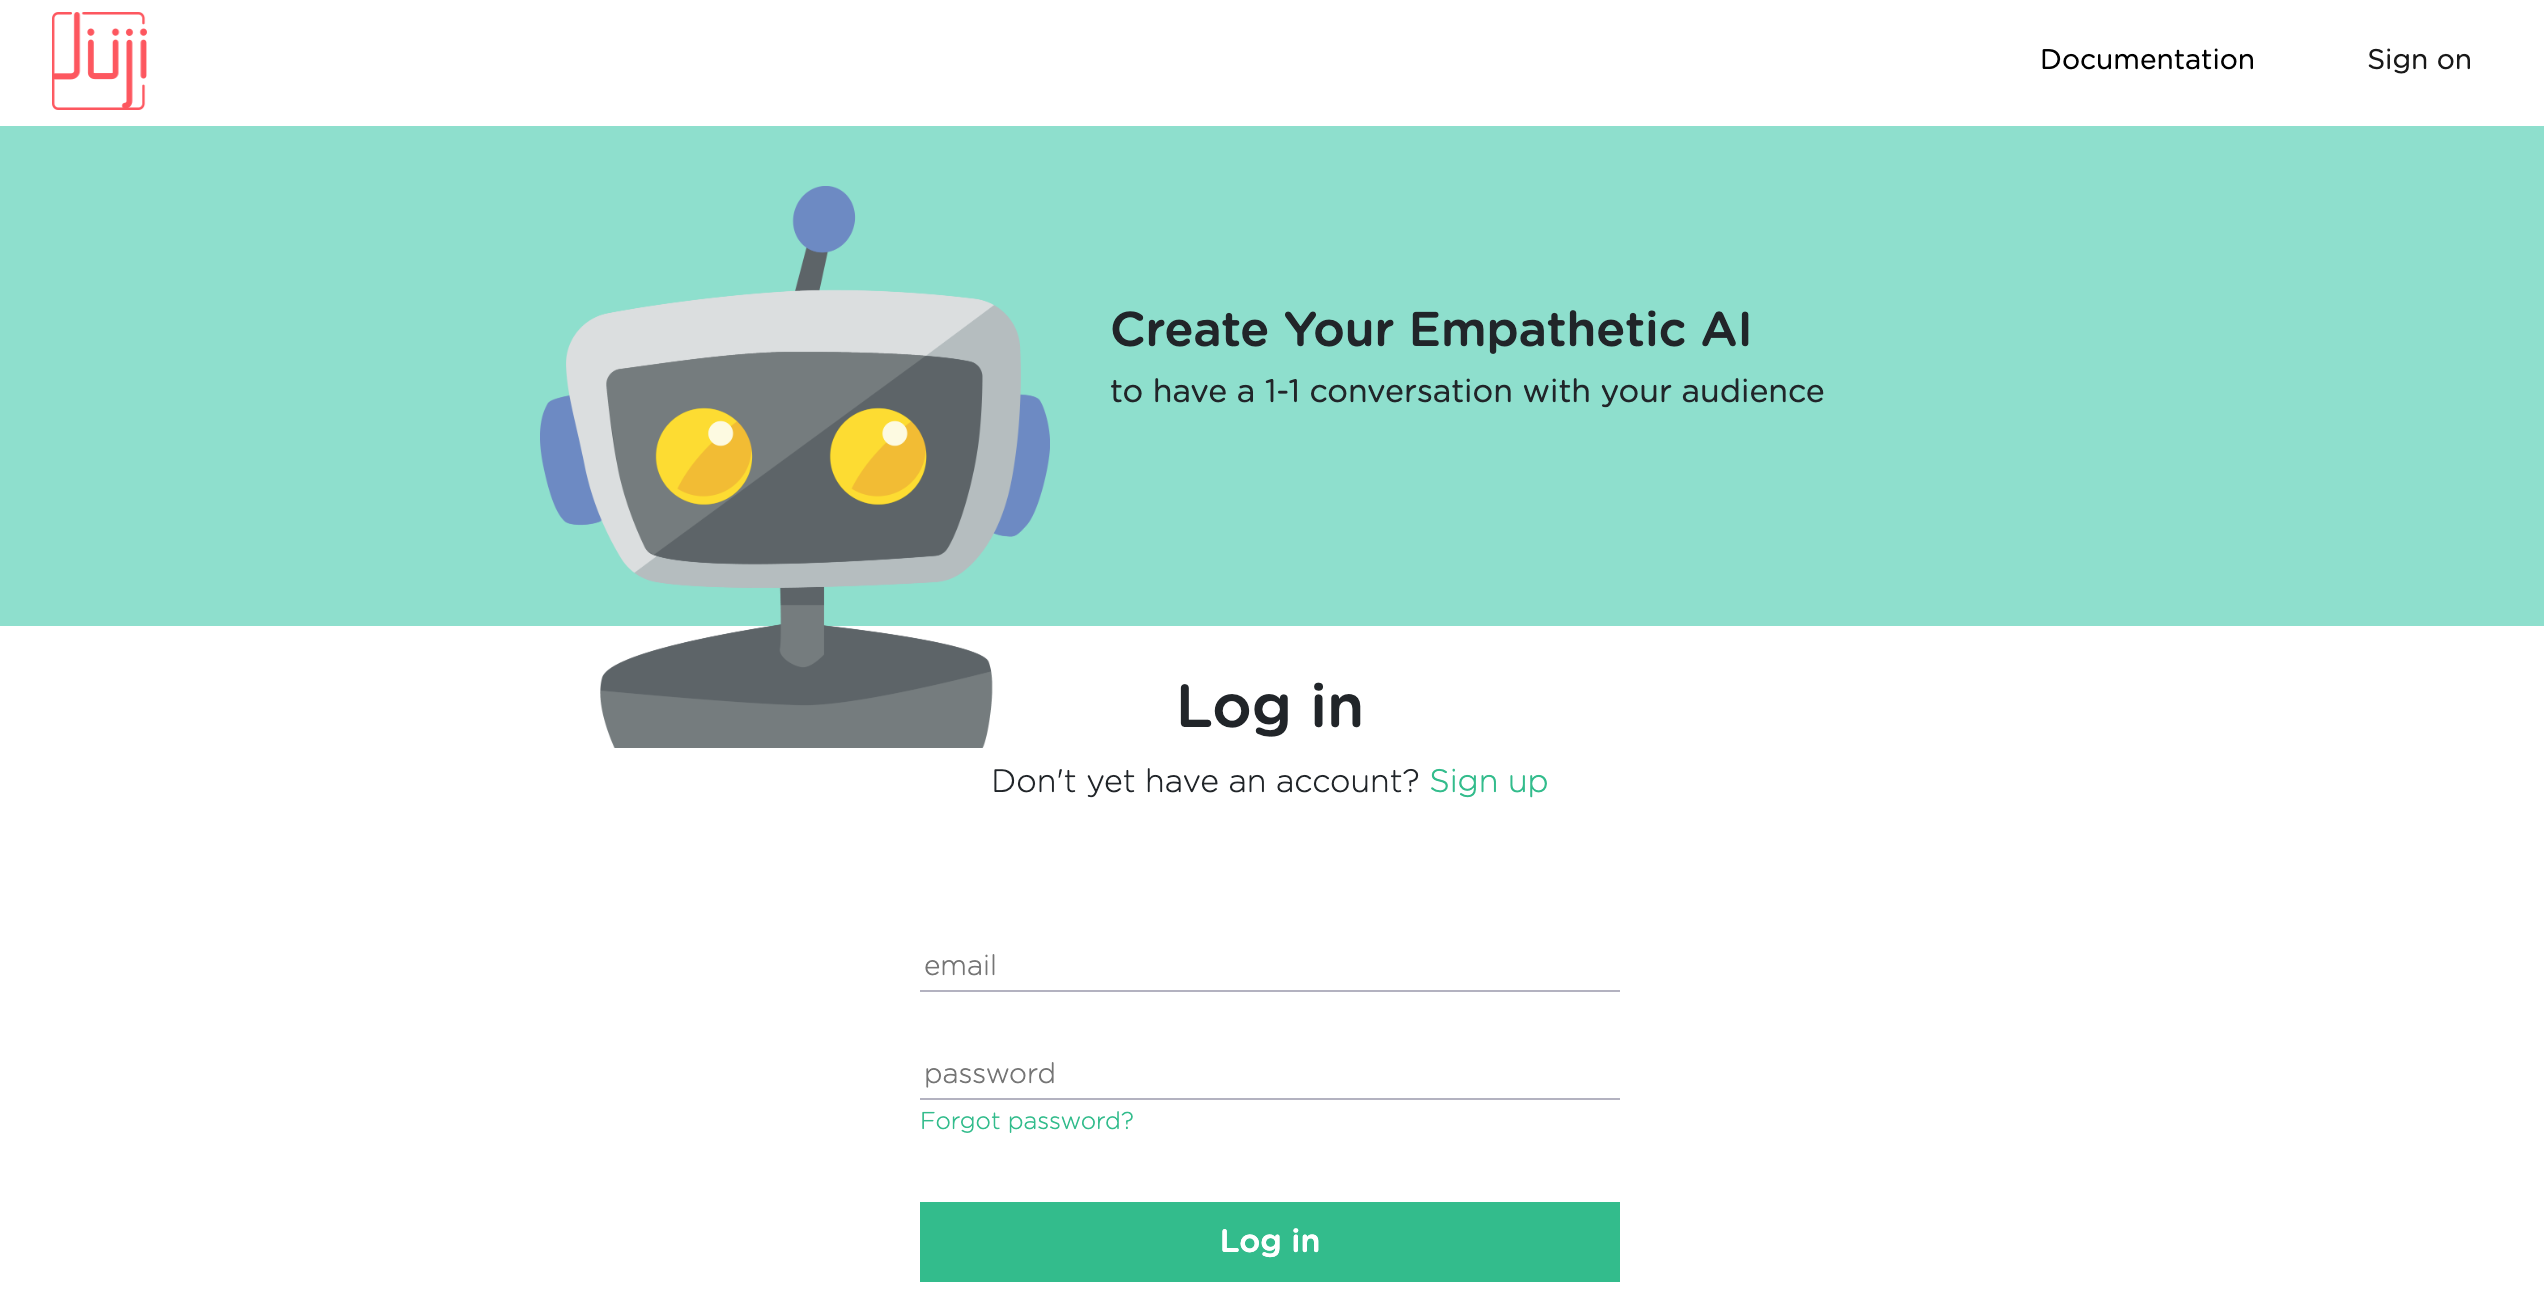 Juji
Documentation
Sign on
Create Your Empathetic AI
to have a 1-1 conversation with your audience
Log in
Don't yet have an account? Sign up
email
password
Forgot password?
Log in